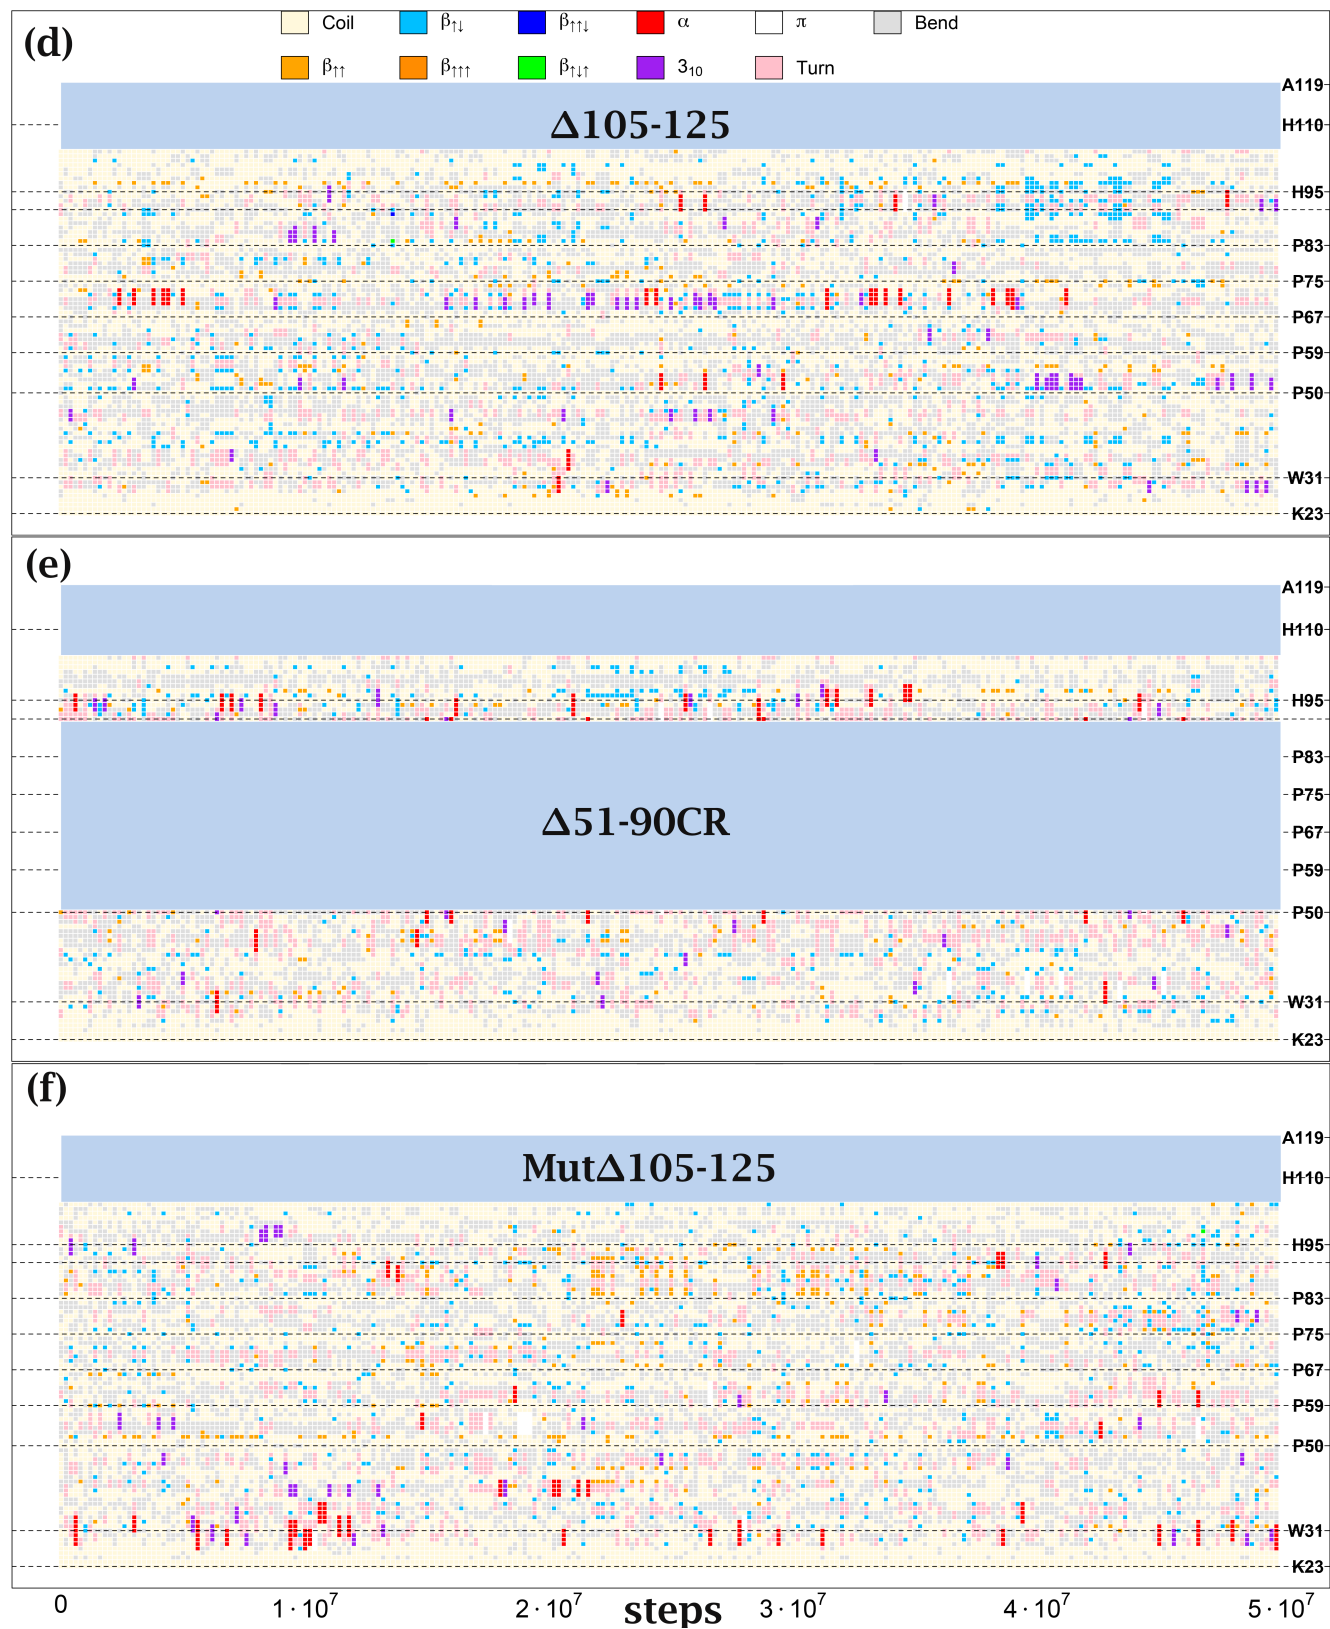 (d)
Coil β↑↓ β↑↑↓ α π Bend
β↑↑ β↑↑↑ β↑↓↑ 3₁₀ Turn
A119
Δ105-125
H110
H95
P83
P75
P67
P59
P50
W31
K23
(e)
A119
H110
H95
P83
P75
Δ51-90CR
P67
P59
P50
W31
K23
(f)
A119
MutΔ105-125
H110
H95
P83
P75
P67
P59
P50
W31
K23
0 1·10⁷ 2·10⁷ steps 3·10⁷ 4·10⁷ 5·10⁷